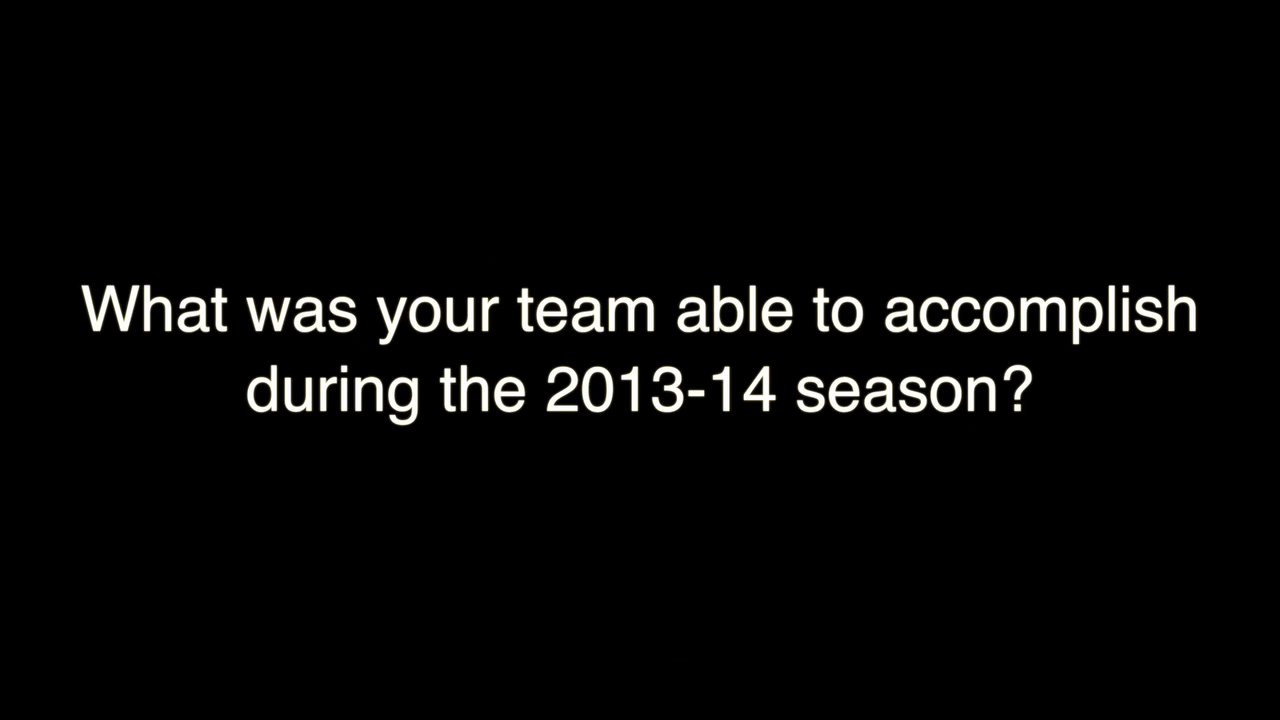 What was your team able to accomplish
during the 2013-14 season?